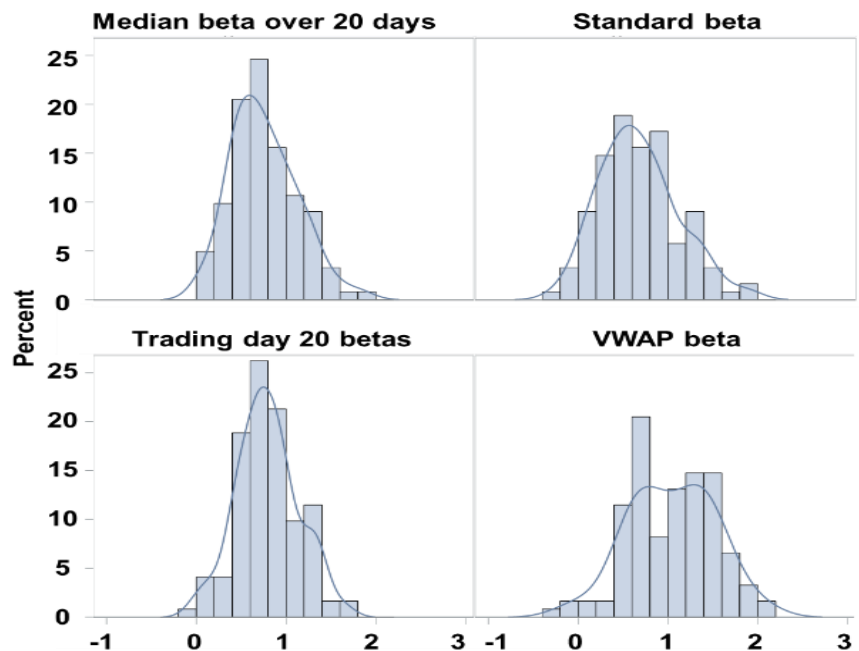 Median beta over 20 days
Standard beta
25
20
15
10
5
0
Percent
Trading day 20 betas
VWAP beta
25
20
15
10
5
0
-1 0 1 2 3
-1 0 1 2 3